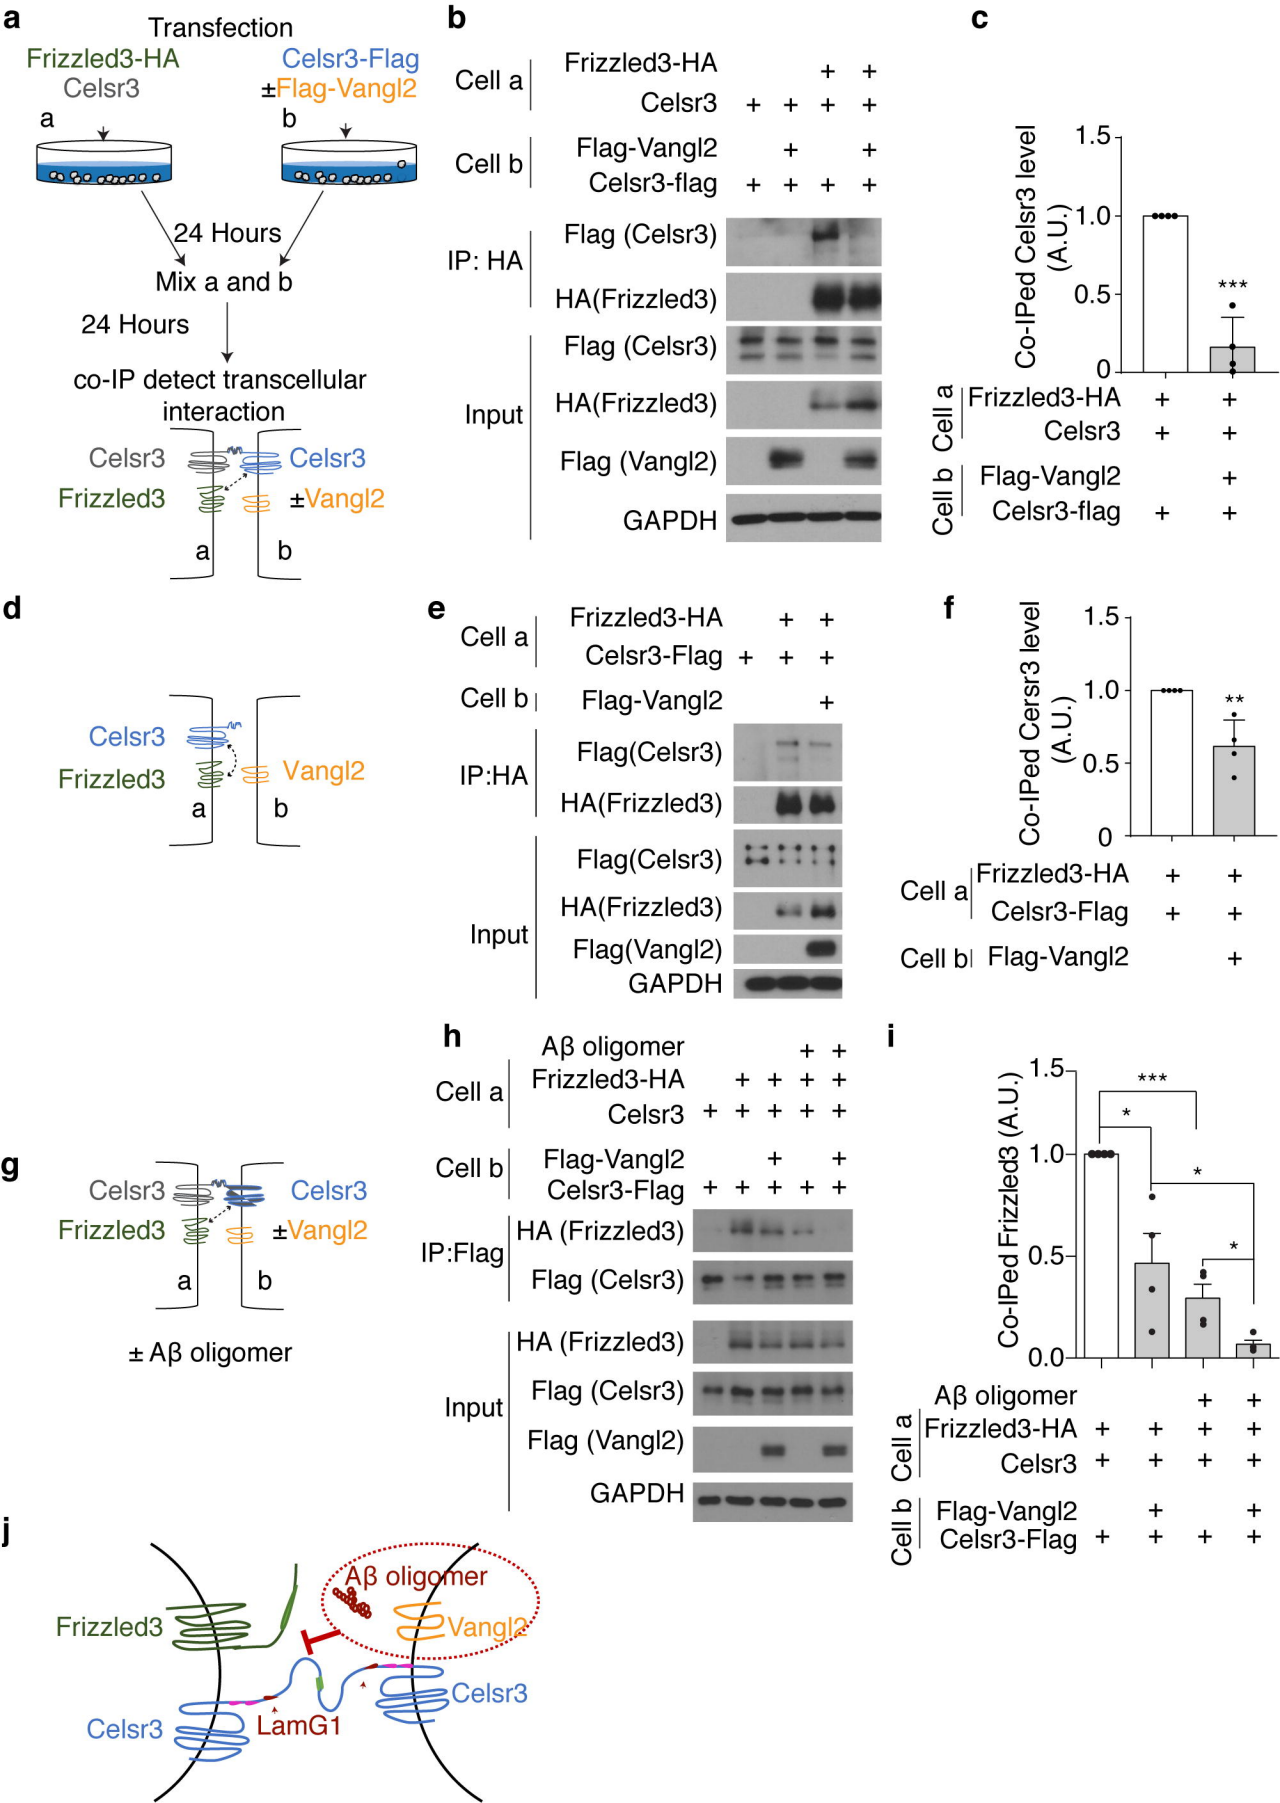 a
Transfection
Frizzled3-HA
Celsr3
Celsr3-Flag
±Flag-Vangl2
a
b
24 Hours
Mix a and b
24 Hours
co-IP detect transcellular
interaction
Celsr3
Celsr3
Frizzled3
±Vangl2
a
b
b
Cell a
Frizzled3-HA + +
Celsr3 + + + +
Cell b
Flag-Vangl2 + +
Celsr3-flag + + + +
IP: HA
Flag (Celsr3)
HA(Frizzled3)
Input
Flag (Celsr3)
HA(Frizzled3)
Flag (Vangl2)
GAPDH
c
Co-IPed Celsr3 level
(A.U.)
1.5
1.0
0.5
0
***
Cell a
Frizzled3-HA + +
Celsr3 + +
Cell b
Flag-Vangl2 +
Celsr3-flag + +
d
Celsr3
Frizzled3
Vangl2
a
b
e
Cell a
Frizzled3-HA + +
Celsr3-Flag + + +
Cell b
Flag-Vangl2 +
IP:HA
Flag(Celsr3)
HA(Frizzled3)
Input
Flag(Celsr3)
HA(Frizzled3)
Flag(Vangl2)
GAPDH
f
Co-IPed Cersr3 level
(A.U.)
1.5
1.0
0.5
0
**
Cell a
Frizzled3-HA + +
Celsr3-Flag + +
Cell b
Flag-Vangl2 +
g
Celsr3
Celsr3
Frizzled3
±Vangl2
a
b
± Aβ oligomer
h
Aβ oligomer + +
Cell a
Frizzled3-HA + + + +
Celsr3 + + + + +
Cell b
Flag-Vangl2 + +
Celsr3-Flag + + + + +
IP:Flag
HA (Frizzled3)
Flag (Celsr3)
Input
HA (Frizzled3)
Flag (Celsr3)
Flag (Vangl2)
GAPDH
i
Co-IPed Frizzled3 (A.U.)
1.5
1.0
0.5
0.0
***
*
*
*
Aβ oligomer + +
Cell a
Frizzled3-HA + + + +
Celsr3 + + + +
Cell b
Flag-Vangl2 + +
Celsr3-Flag + + + +
j
Aβ oligomer
Frizzled3
Vangl2
Celsr3
LamG1
Celsr3